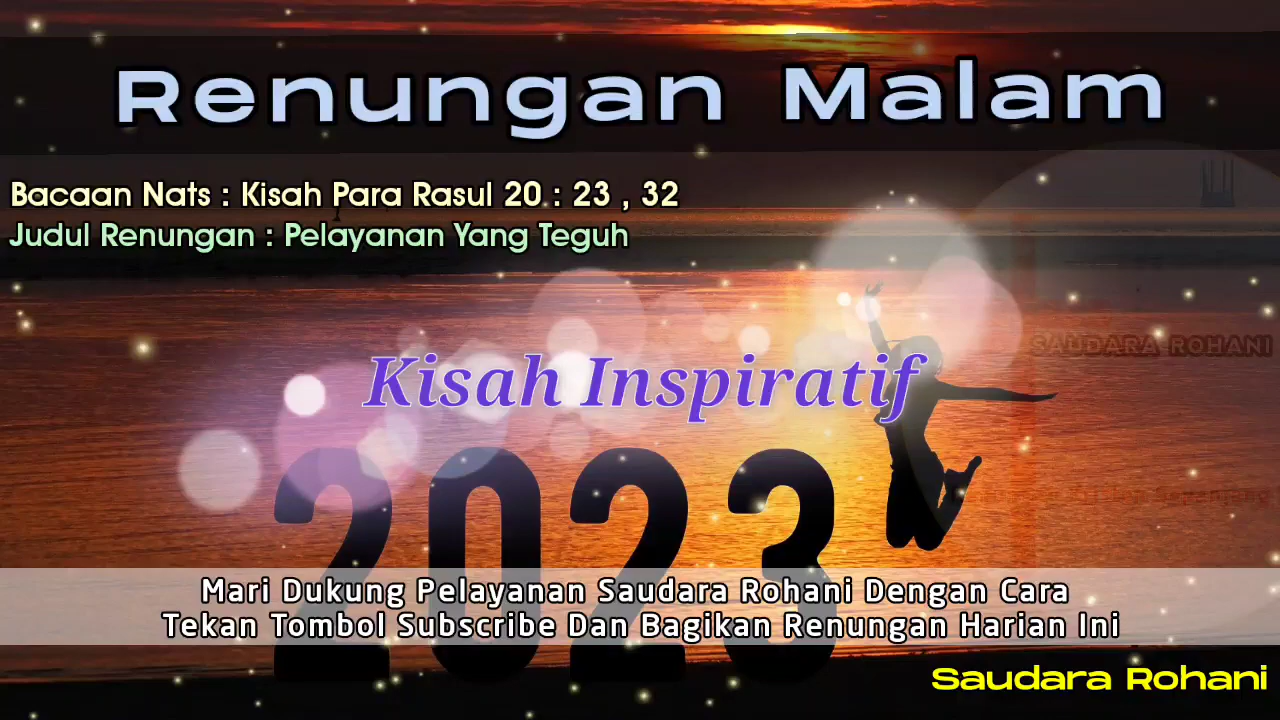 Renungan Malam
Bacaan Nats : Kisah Para Rasul 20 : 23 , 32
Judul Renungan : Pelayanan Yang Teguh
SAUDARA ROHANI
Kisah Inspiratif
2023
Mari Dukung Pelayanan Saudara Rohani Dengan Cara
Tekan Tombol Subscribe Dan Bagikan Renungan Harian Ini
Saudara Rohani